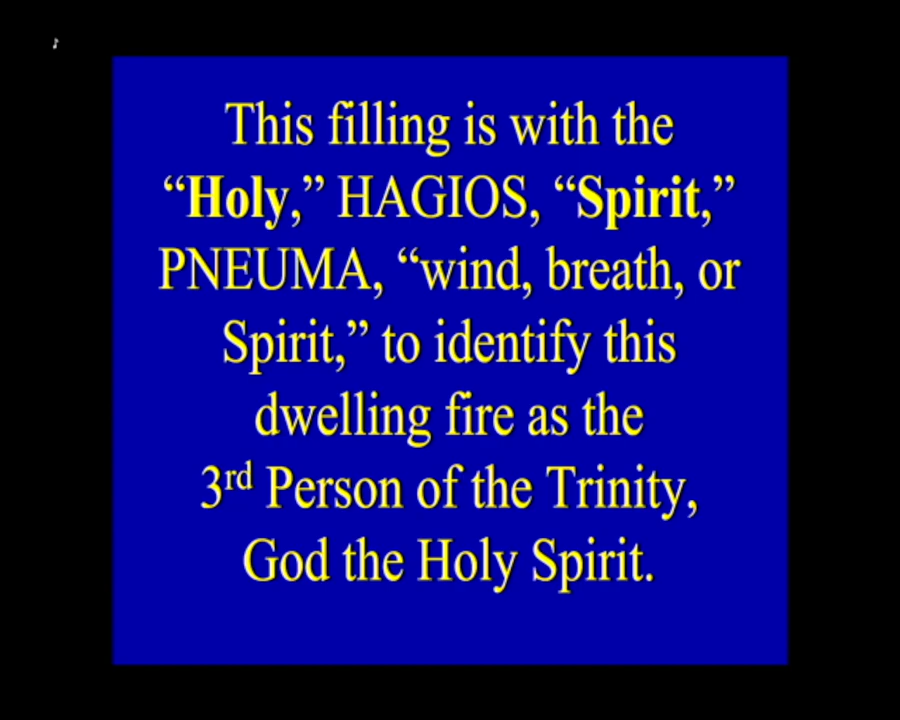 This filling is with the
“Holy,” HAGIOS, “Spirit,”
PNEUMA, “wind, breath, or
Spirit,” to identify this
dwelling fire as the
3rd Person of the Trinity,
God the Holy Spirit.